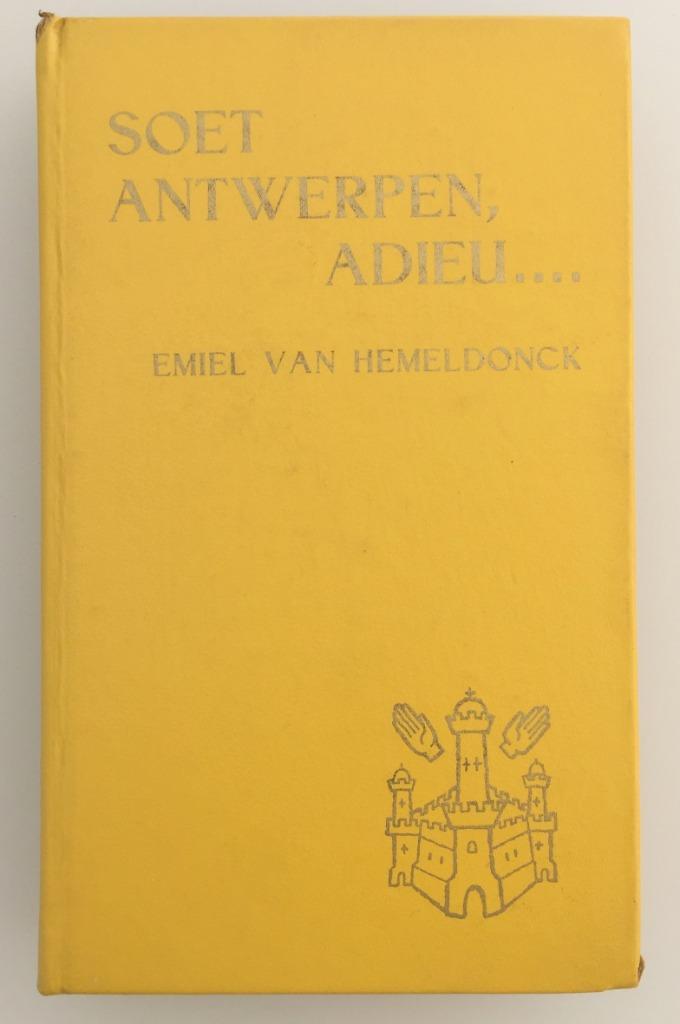 SOET
ANTWERPEN,
ADIEU....
EMIEL VAN HEMELDONCK